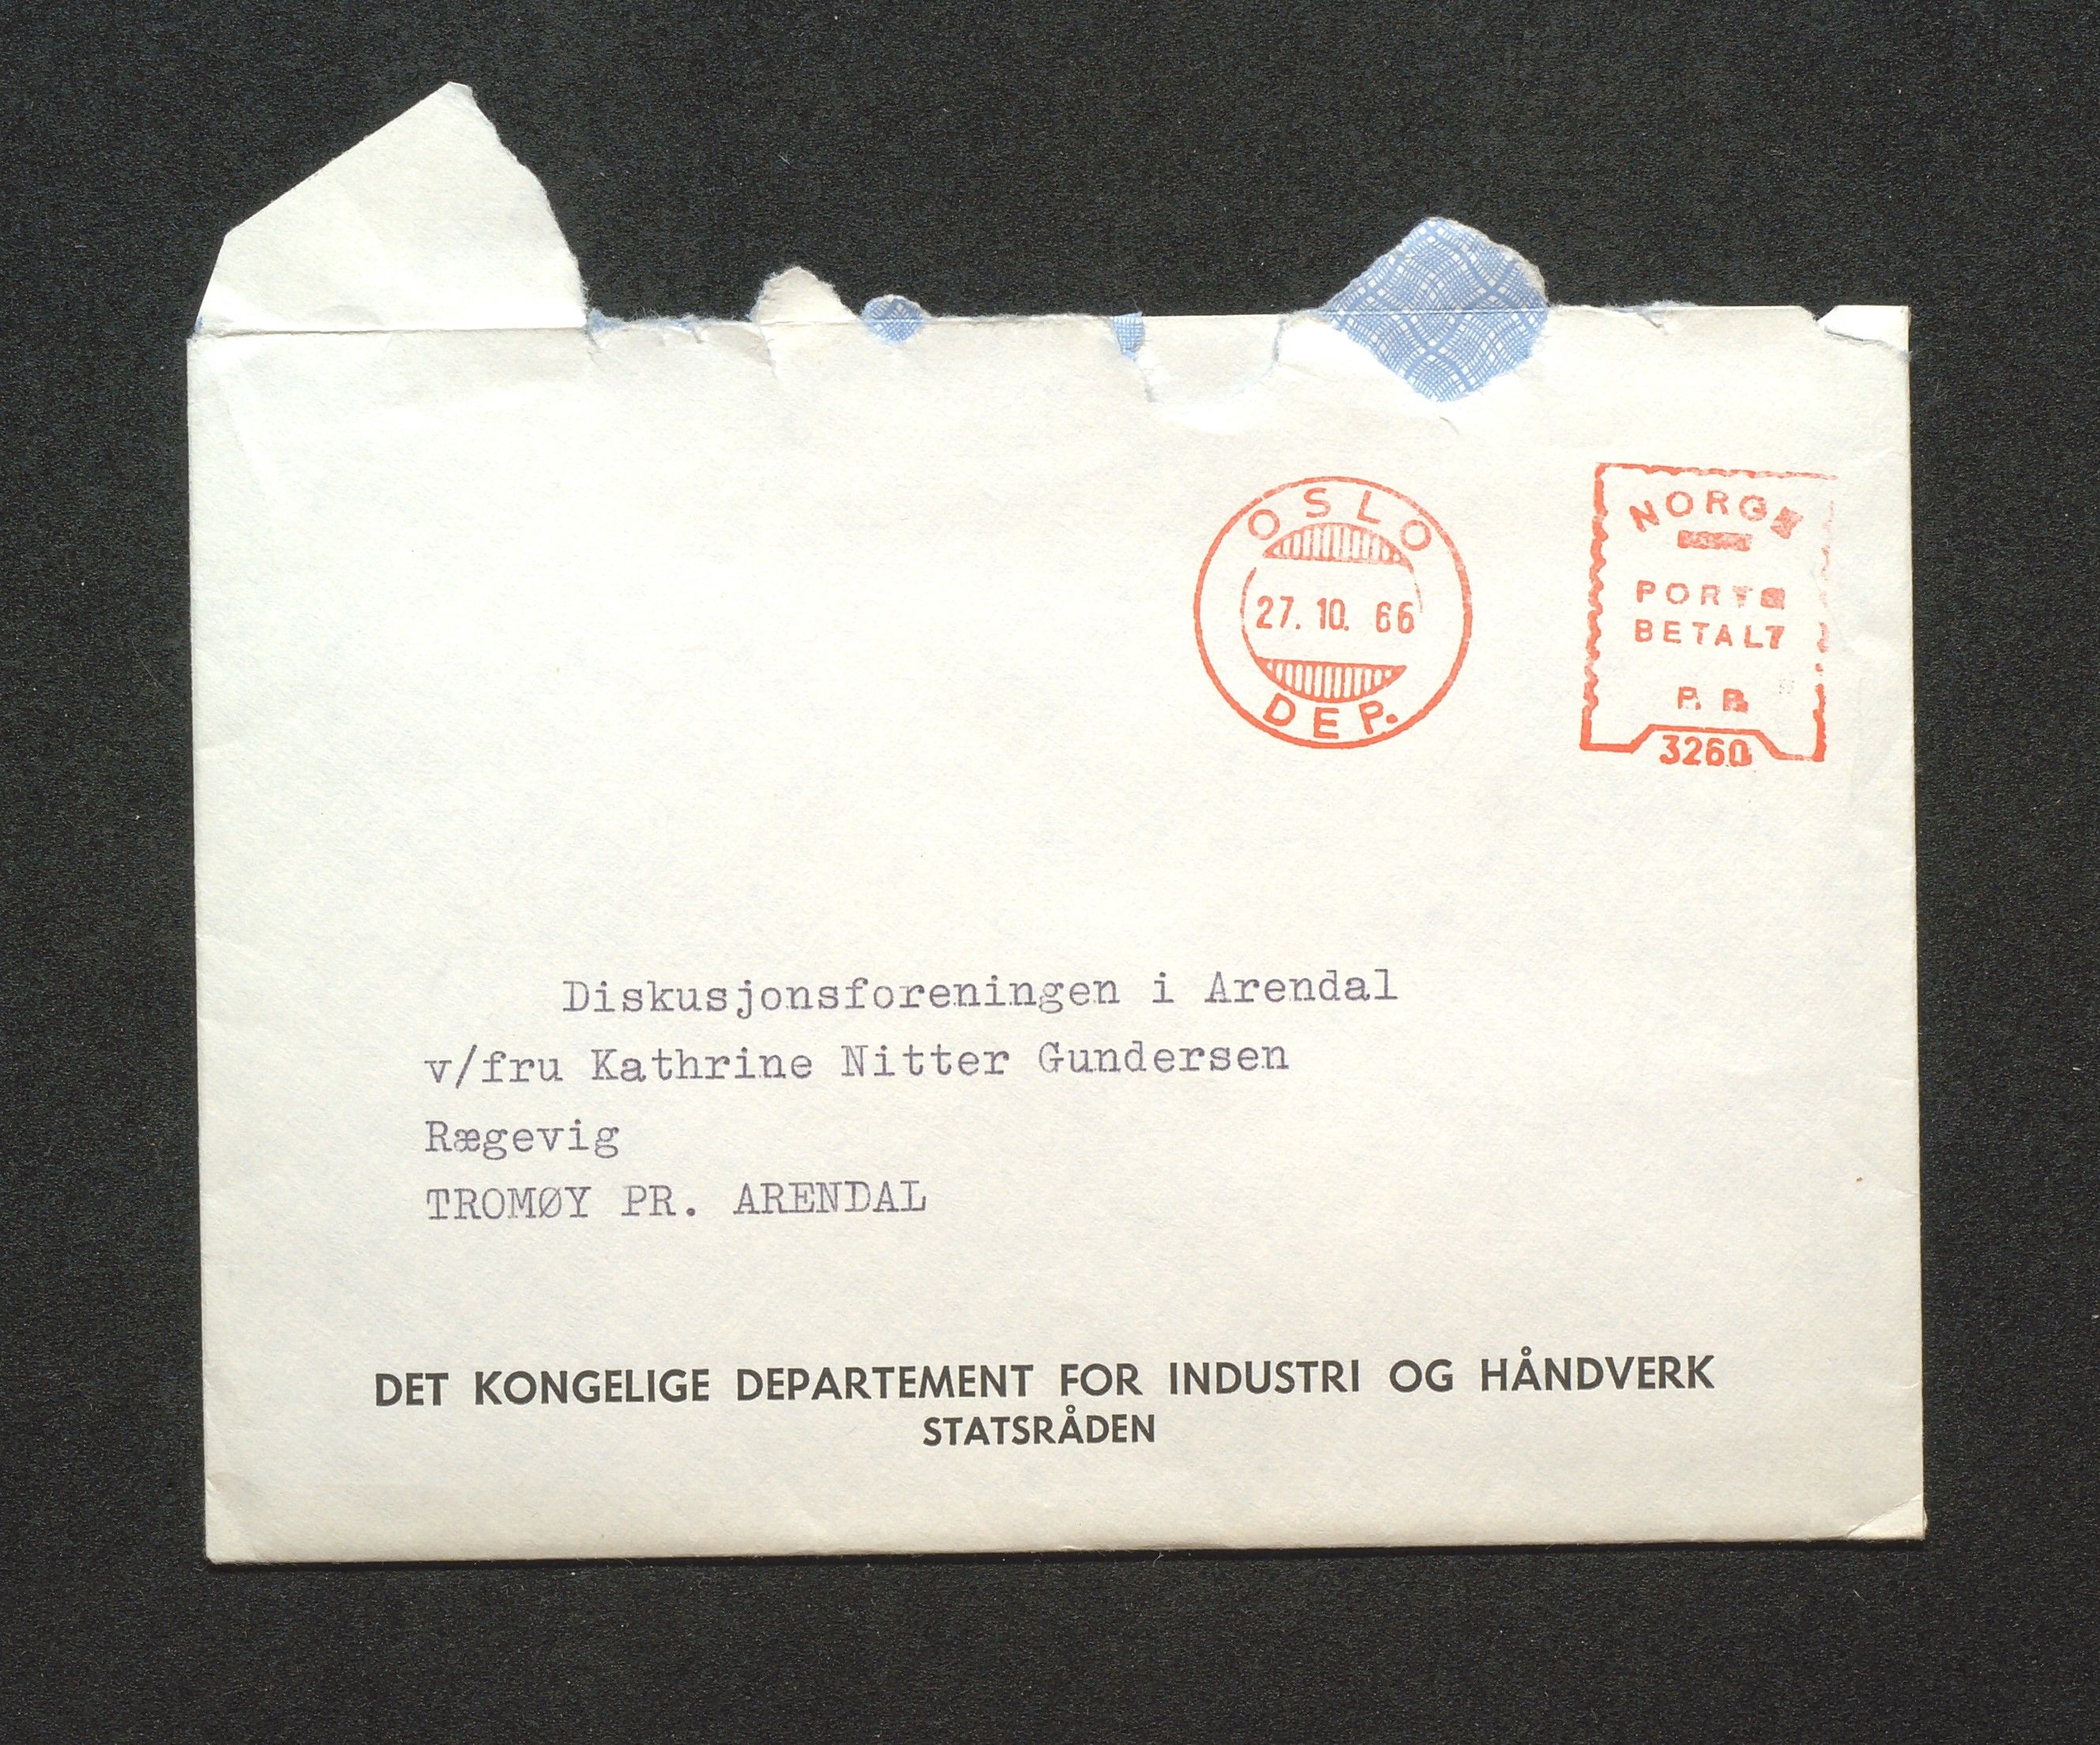 OSLO
27. 10. 66
DEP.
NORGE
PORTO
BETALT
P. B.
3260
Diskusjonsforeningen i Arendal
v/fru Kathrine Nitter Gundersen
Rægevig
TROMØY PR. ARENDAL
DET KONGELIGE DEPARTEMENT FOR INDUSTRI OG HÅNDVERK
STATSRÅDEN